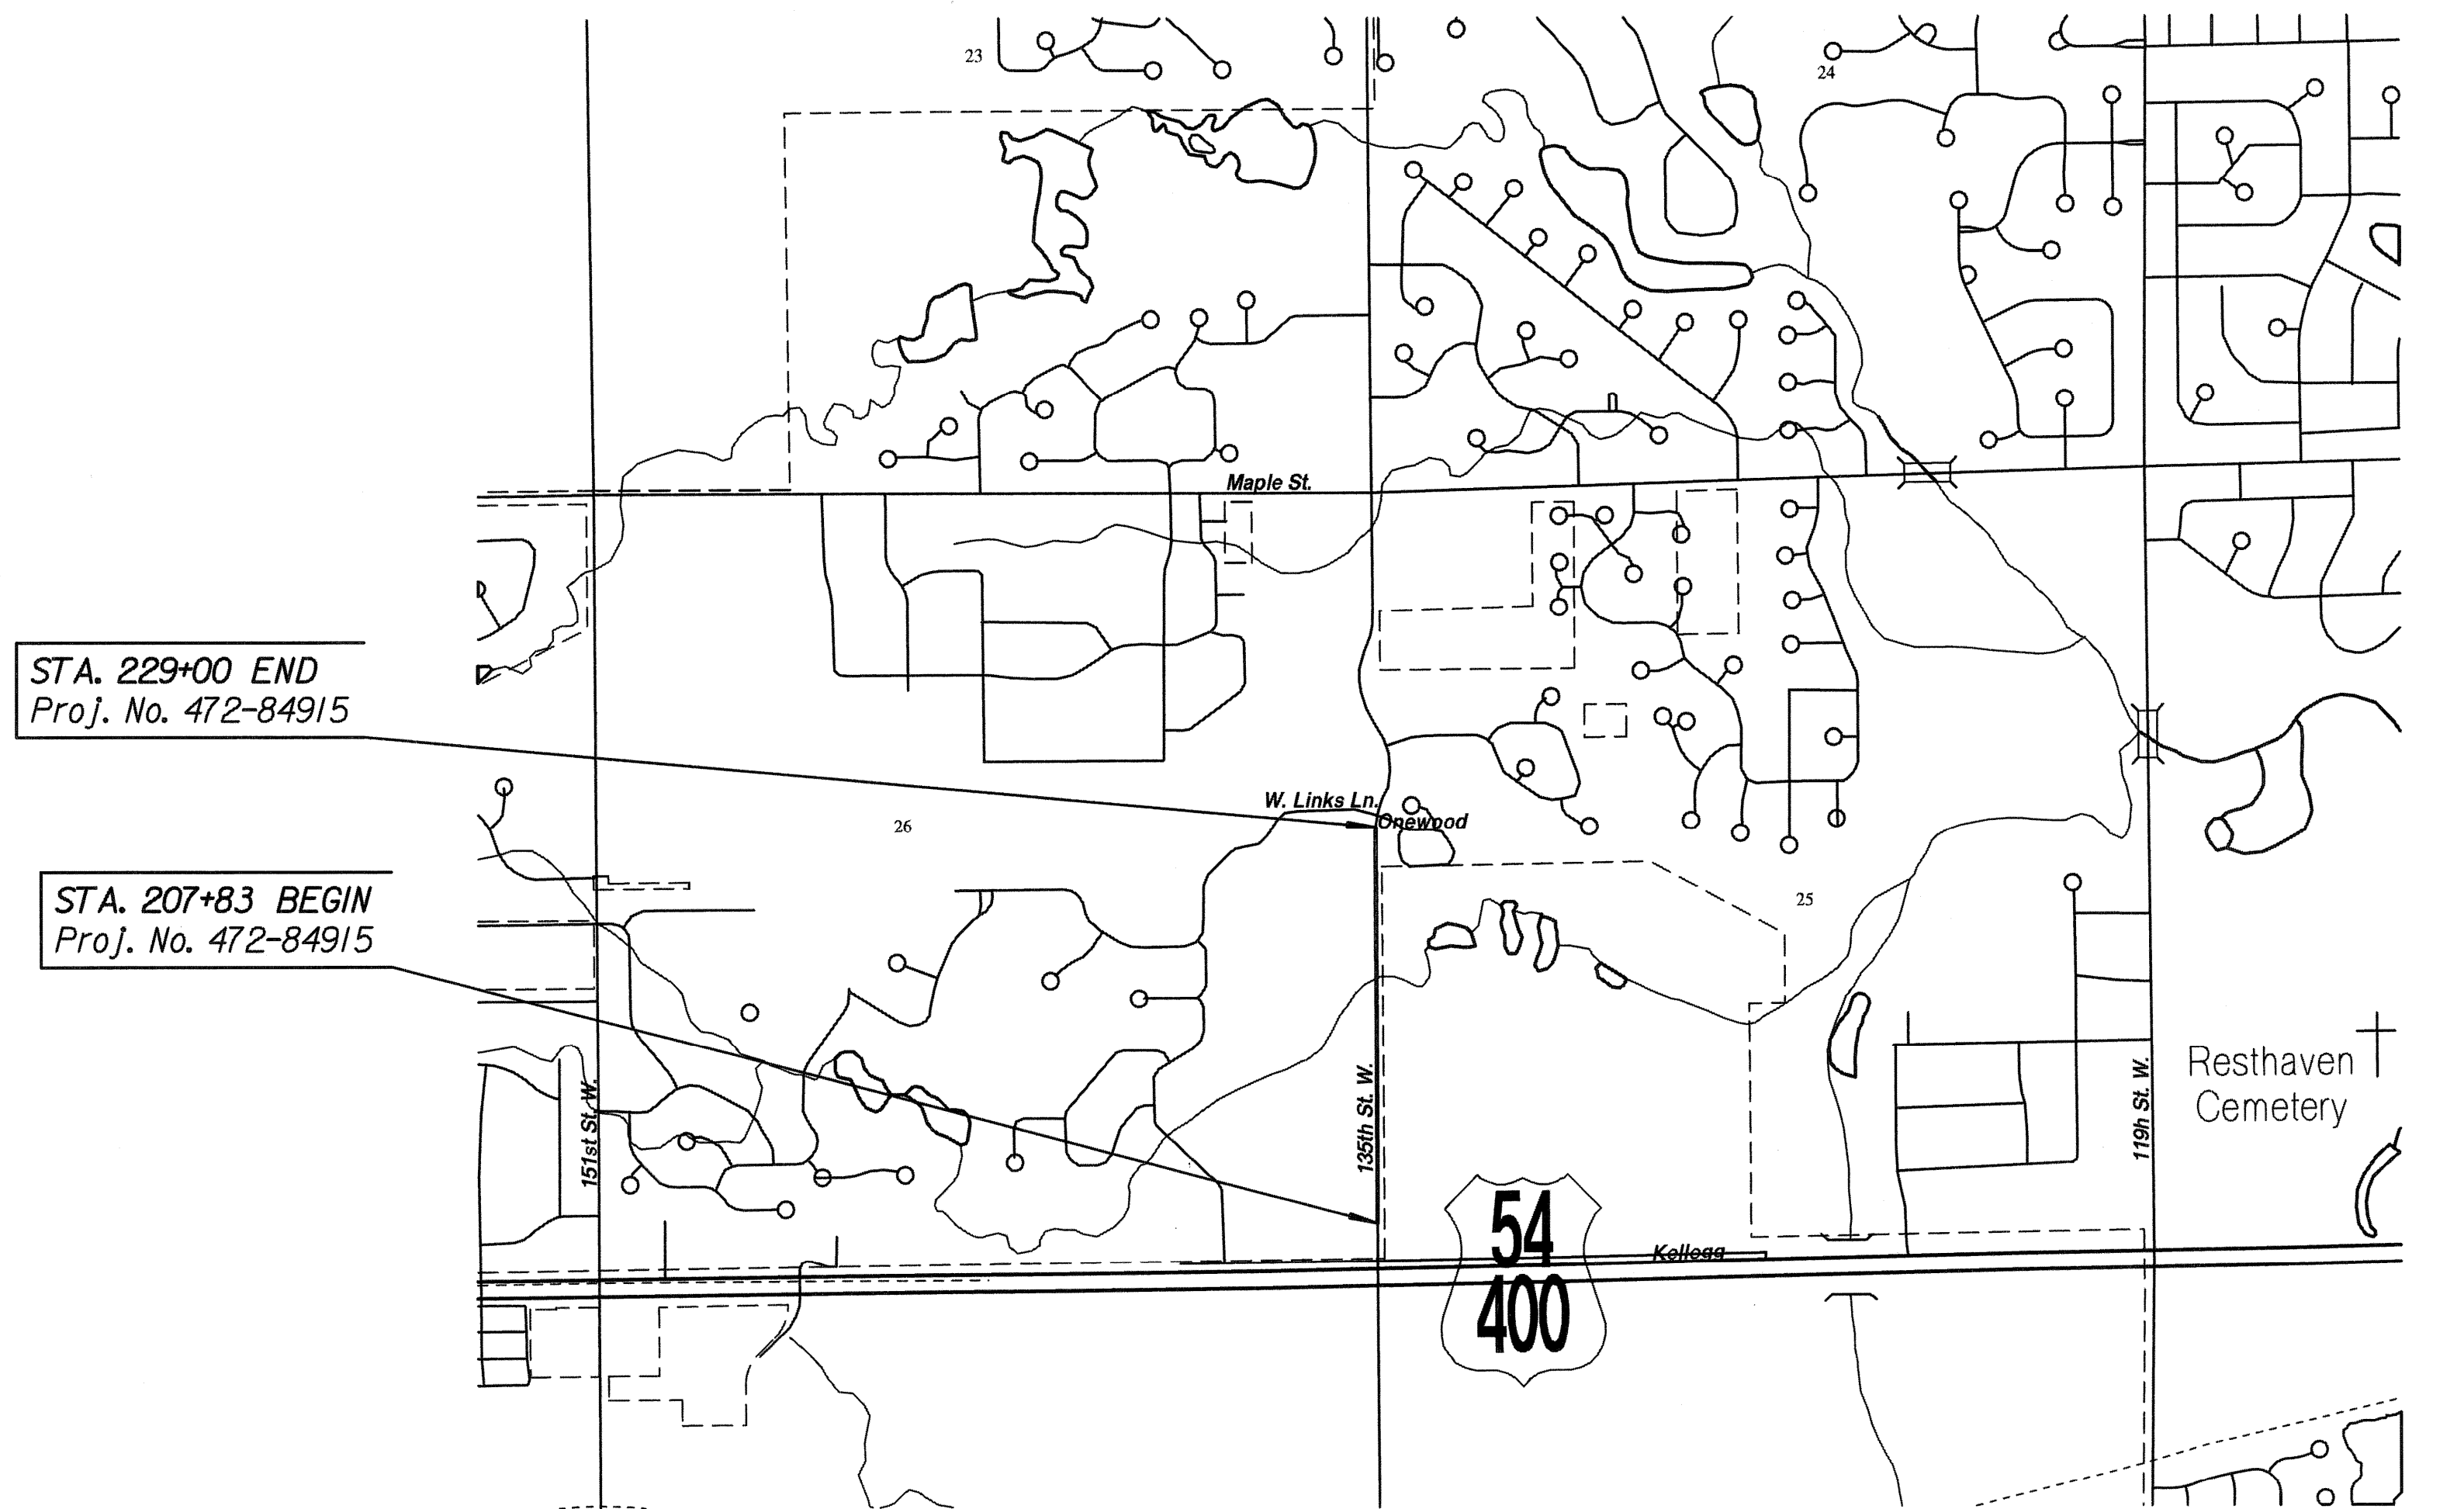 23
24
Maple St.
STA. 229+00 END
Proj. No. 472-84915
W. Links Ln.
Onewood
26
STA. 207+83 BEGIN
Proj. No. 472-84915
25
Resthaven
Cemetery
151st St. W.
135th St. W.
119h St. W.
54
400
Kellogg